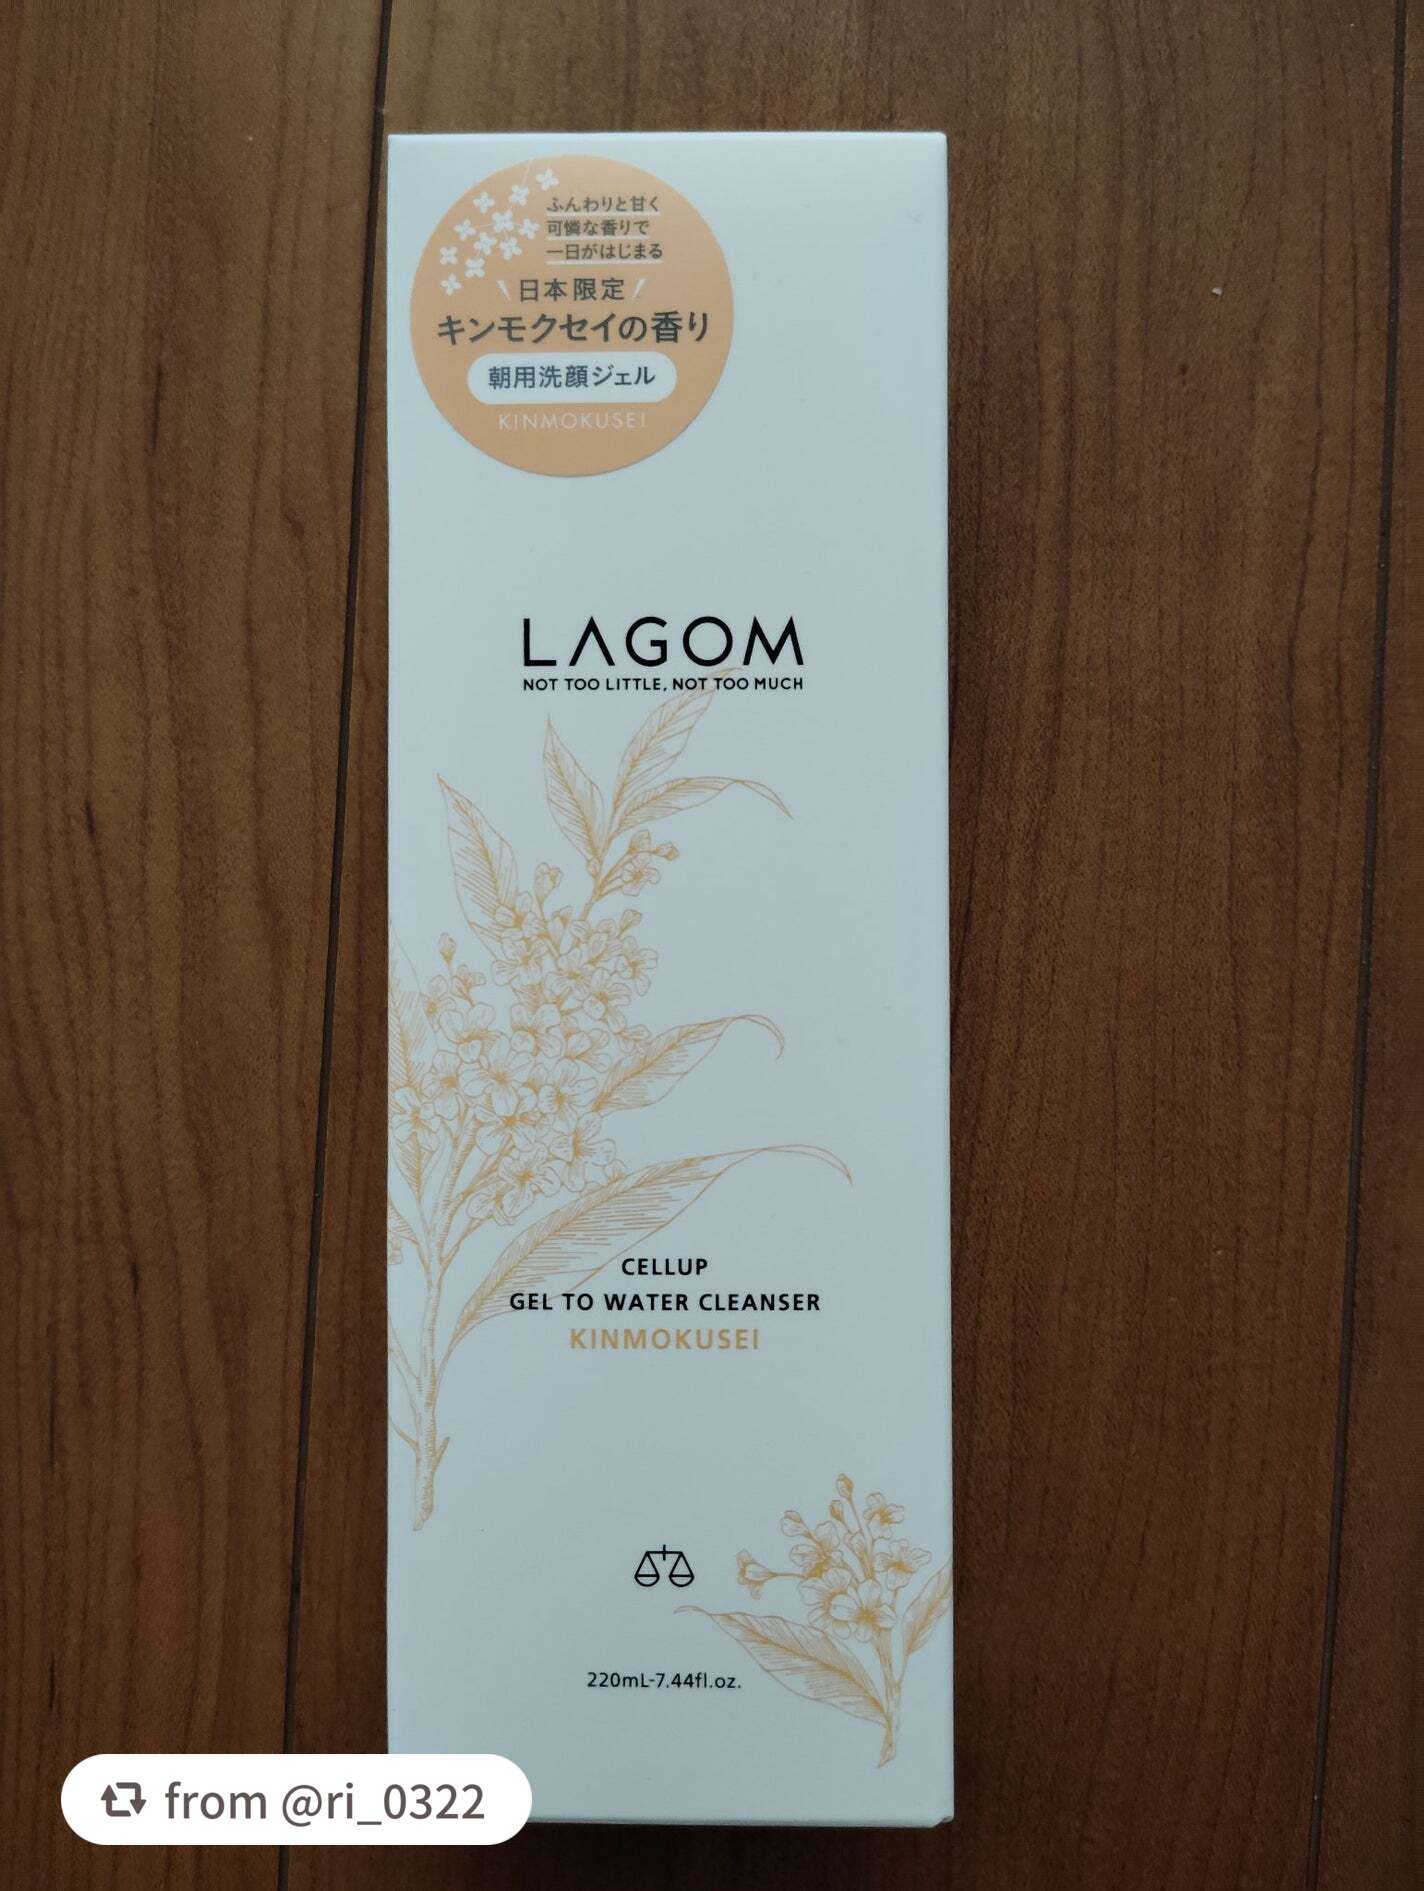 ふんわりと甘く
可憐な香りで
一日がはじまる
日本限定
キンモクセイの香り
朝用洗顔ジェル
KINMOKUSEI
LAGOM
NOT TOO LITTLE, NOT TOO MUCH
CELLUP
GEL TO WATER CLEANSER
KINMOKUSEI
220mL-7.44fl.oz.
from @ri_0322